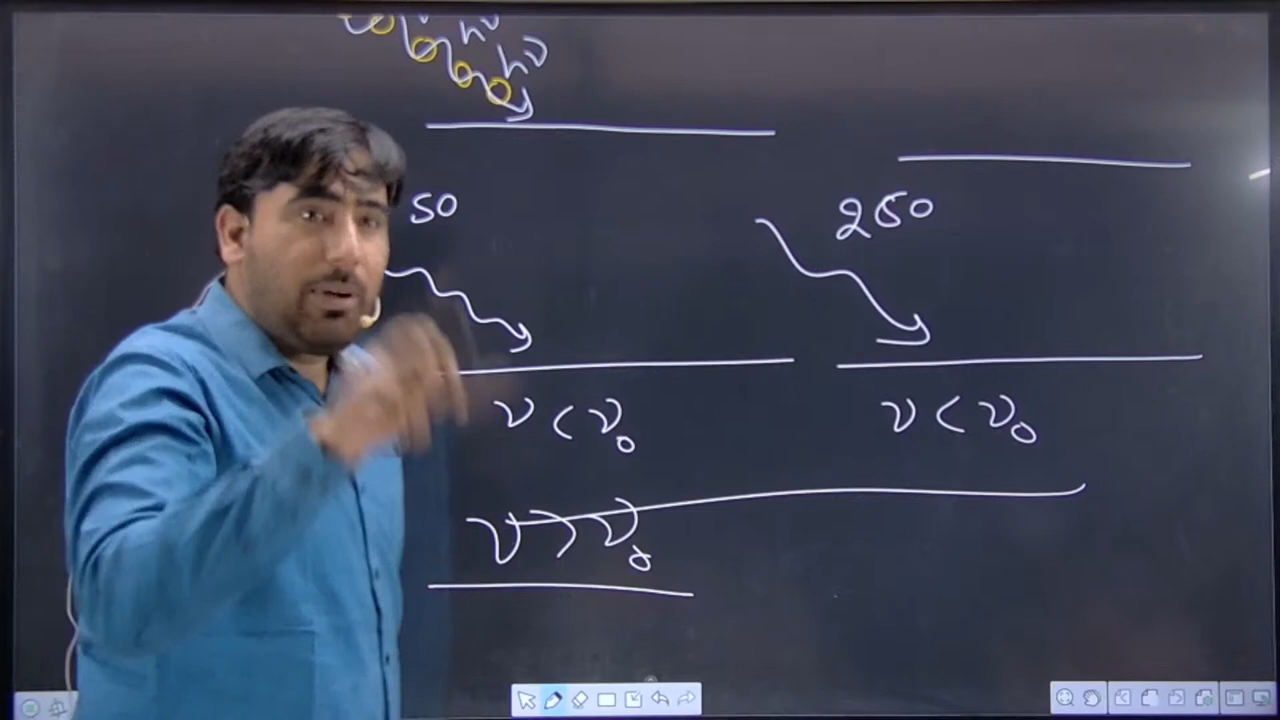 hν
hν
50
250
ν < ν₀
ν < ν₀
ν > ν₀